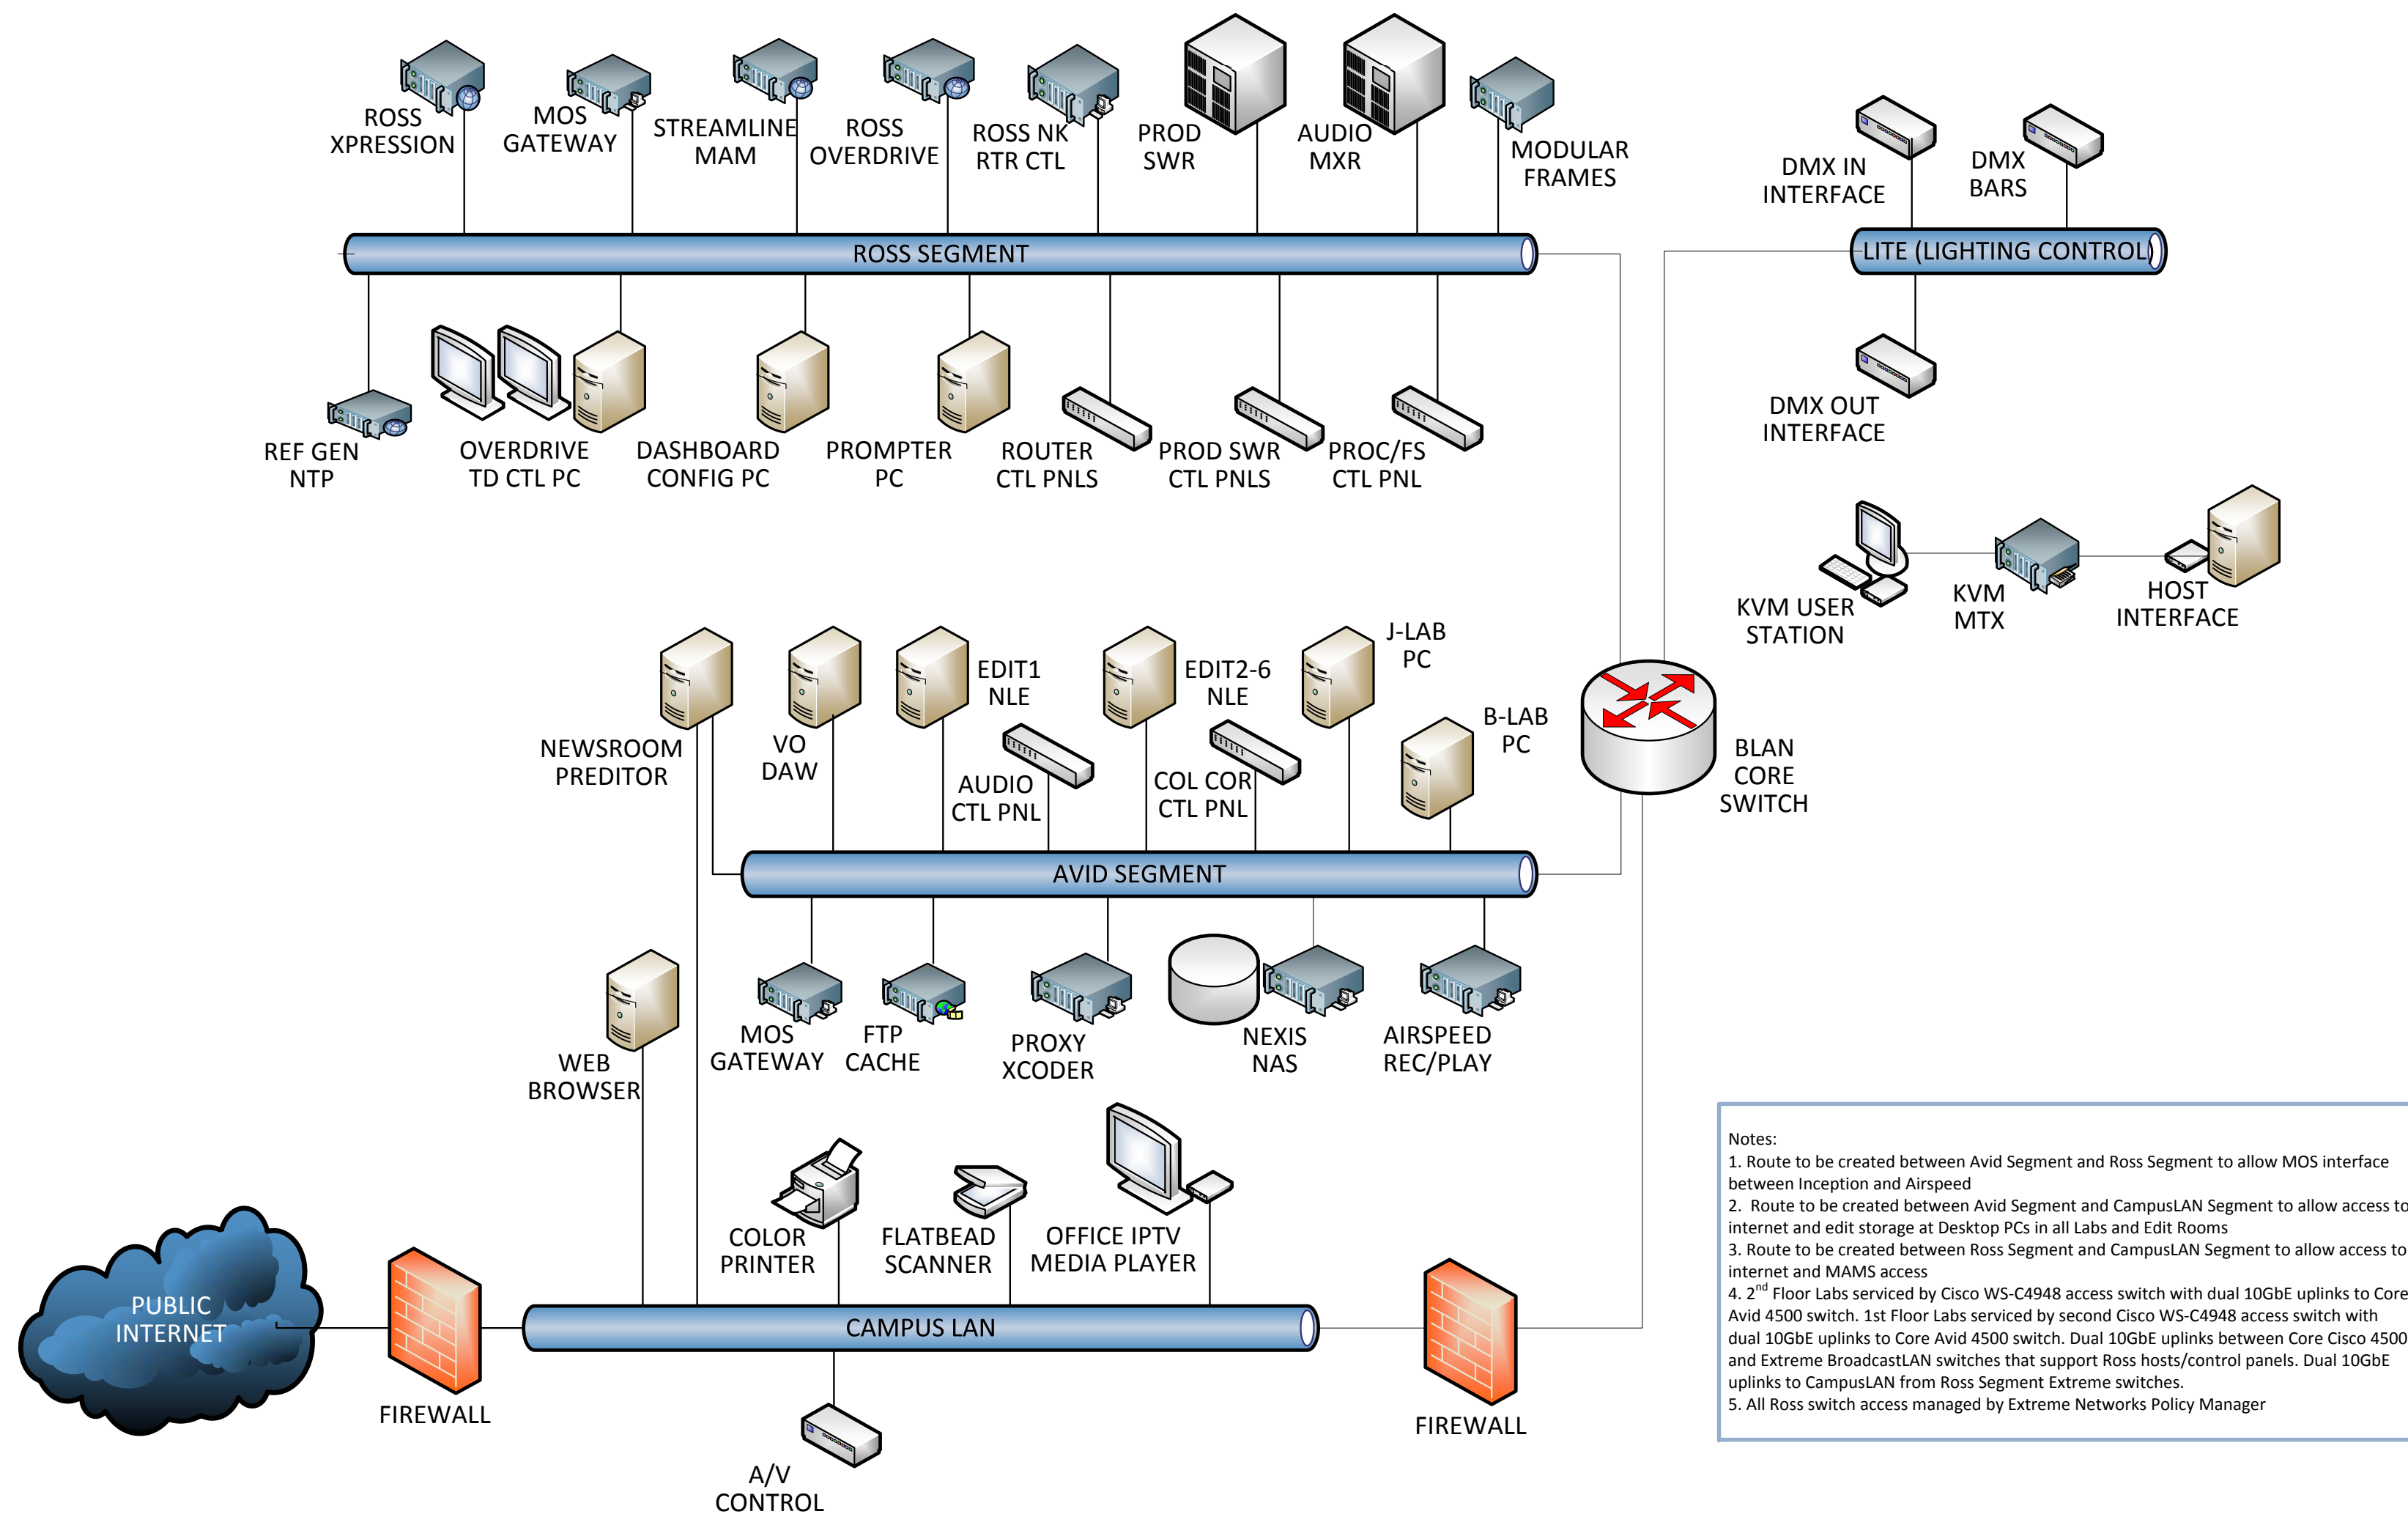 ROSS
XPRESSION
MOS
GATEWAY
STREAMLINE
MAM
ROSS
OVERDRIVE
ROSS NK
RTR CTL
PROD
SWR
AUDIO
MXR
MODULAR
FRAMES
DMX IN
INTERFACE
DMX
BARS
ROSS SEGMENT
LITE (LIGHTING CONTROL)
REF GEN
NTP
OVERDRIVE
TD CTL PC
DASHBOARD
CONFIG PC
PROMPTER
PC
ROUTER
CTL PNLS
PROD SWR
CTL PNLS
PROC/FS
CTL PNL
DMX OUT
INTERFACE
KVM USER
STATION
KVM
MTX
HOST
INTERFACE
NEWSROOM
PREDITOR
VO
DAW
EDIT1
NLE
AUDIO
CTL PNL
EDIT2-6
NLE
COL COR
CTL PNL
J-LAB
PC
B-LAB
PC
BLAN
CORE
SWITCH
AVID SEGMENT
WEB
BROWSER
MOS
GATEWAY
FTP
CACHE
PROXY
XCODER
NEXIS
NAS
AIRSPEED
REC/PLAY
COLOR
PRINTER
FLATBEAD
SCANNER
OFFICE IPTV
MEDIA PLAYER
PUBLIC
INTERNET
FIREWALL
CAMPUS LAN
FIREWALL
A/V
CONTROL
Notes:
1. Route to be created between Avid Segment and Ross Segment to allow MOS interface
between Inception and Airspeed
2. Route to be created between Avid Segment and CampusLAN Segment to allow access to
internet and edit storage at Desktop PCs in all Labs and Edit Rooms
3. Route to be created between Ross Segment and CampusLAN Segment to allow access to
internet and MAMS access
4. 2nd Floor Labs serviced by Cisco WS-C4948 access switch with dual 10GbE uplinks to Core
Avid 4500 switch. 1st Floor Labs serviced by second Cisco WS-C4948 access switch with
dual 10GbE uplinks to Core Avid 4500 switch. Dual 10GbE uplinks between Core Cisco 4500
and Extreme BroadcastLAN switches that support Ross hosts/control panels. Dual 10GbE
uplinks to CampusLAN from Ross Segment Extreme switches.
5. All Ross switch access managed by Extreme Networks Policy Manager